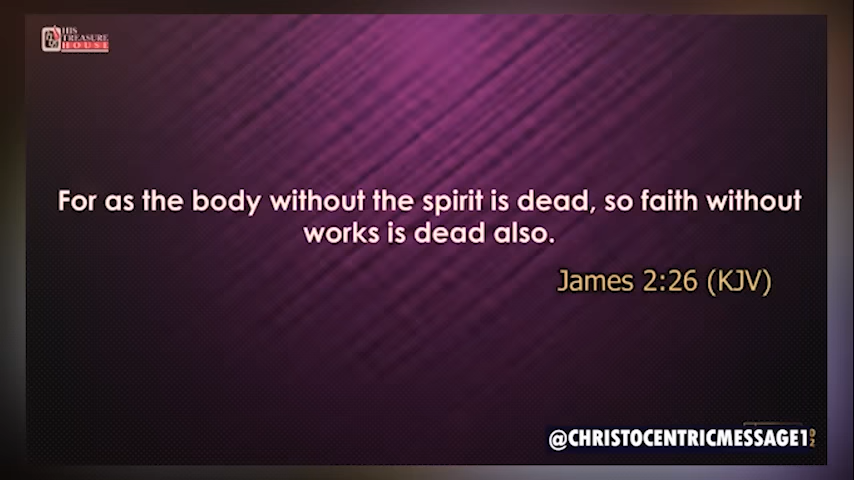 HIS
TREASURE
HOUSE
For as the body without the spirit is dead, so faith without
works is dead also.
James 2:26 (KJV)
@CHRISTOCENTRICMESSAGE1